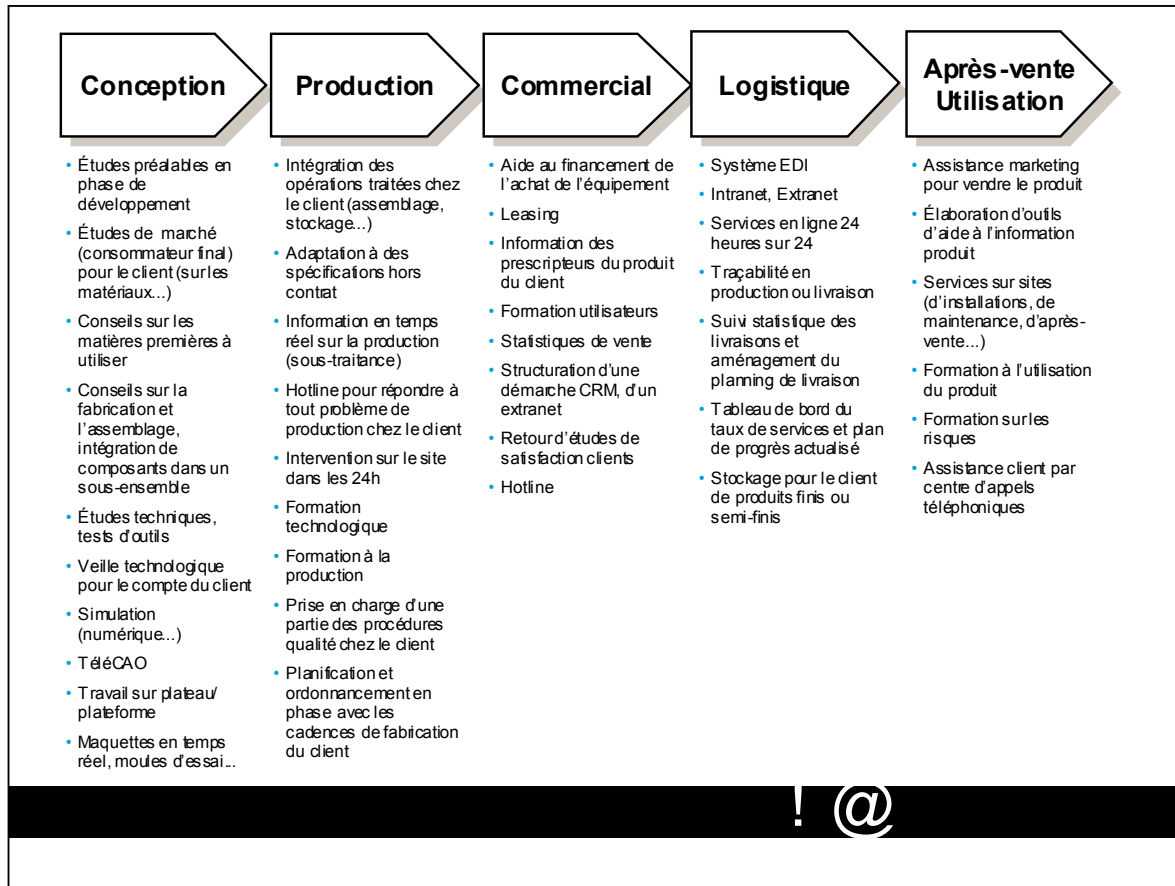 Conception
Études préalables en
phase de
développement
Études de marché
(consommateur final)
pour le client (sur les
matériaux...)
Conseils sur les
matières premières à
utiliser
Conseils sur la
fabrication et
l'assemblage,
intégration de
composants dans un
sous-ensemble
Études techniques,
tests d'outils
Veille technologique
pour le compte du client
Simulation
(numérique...)
TéléCAO
Travail sur plateau/
plateforme
Maquettes en temps
réel, moules d'essai...
Production
Intégration des
opérations traitées chez
le client (assemblage,
stockage...)
Adaptation à des
spécifications hors
contrat
Information en temps
réel sur la production
(sous-traitance)
Hotline pour répondre à
tout problème de
production chez le client
Intervention sur le site
dans les 24h
Formation
technologique
Formation à la
production
Prise en charge d'une
partie des procédures
qualité chez le client
Planification et
ordonnancement en
phase avec les
cadences de fabrication
du client
Commercial
Aide au financement de
l'achat de l'équipement
Leasing
Information des
prescripteurs du produit
du client
Formation utilisateurs
Statistiques de vente
Structuration d'une
démarche CRM, d'un
extranet
Retour d'études de
satisfaction clients
Hotline
Logistique
Système EDI
Intranet, Extranet
Services en ligne 24
heures sur 24
Traçabilité en
production ou livraison
Suivi statistique des
livraisons et
aménagement du
planning de livraison
Tableau de bord du
taux de services et plan
de progrès actualisé
Stockage pour le client
de produits finis ou
semi-finis
Après-vente
Utilisation
Assistance marketing
pour vendre le produit
Élaboration d'outils
d'aide à l'information
produit
Services sur sites
(d'installations, de
maintenance, d'après-
vente...)
Formation à l'utilisation
du produit
Formation sur les
risques
Assistance client par
centre d'appels
téléphoniques
! @